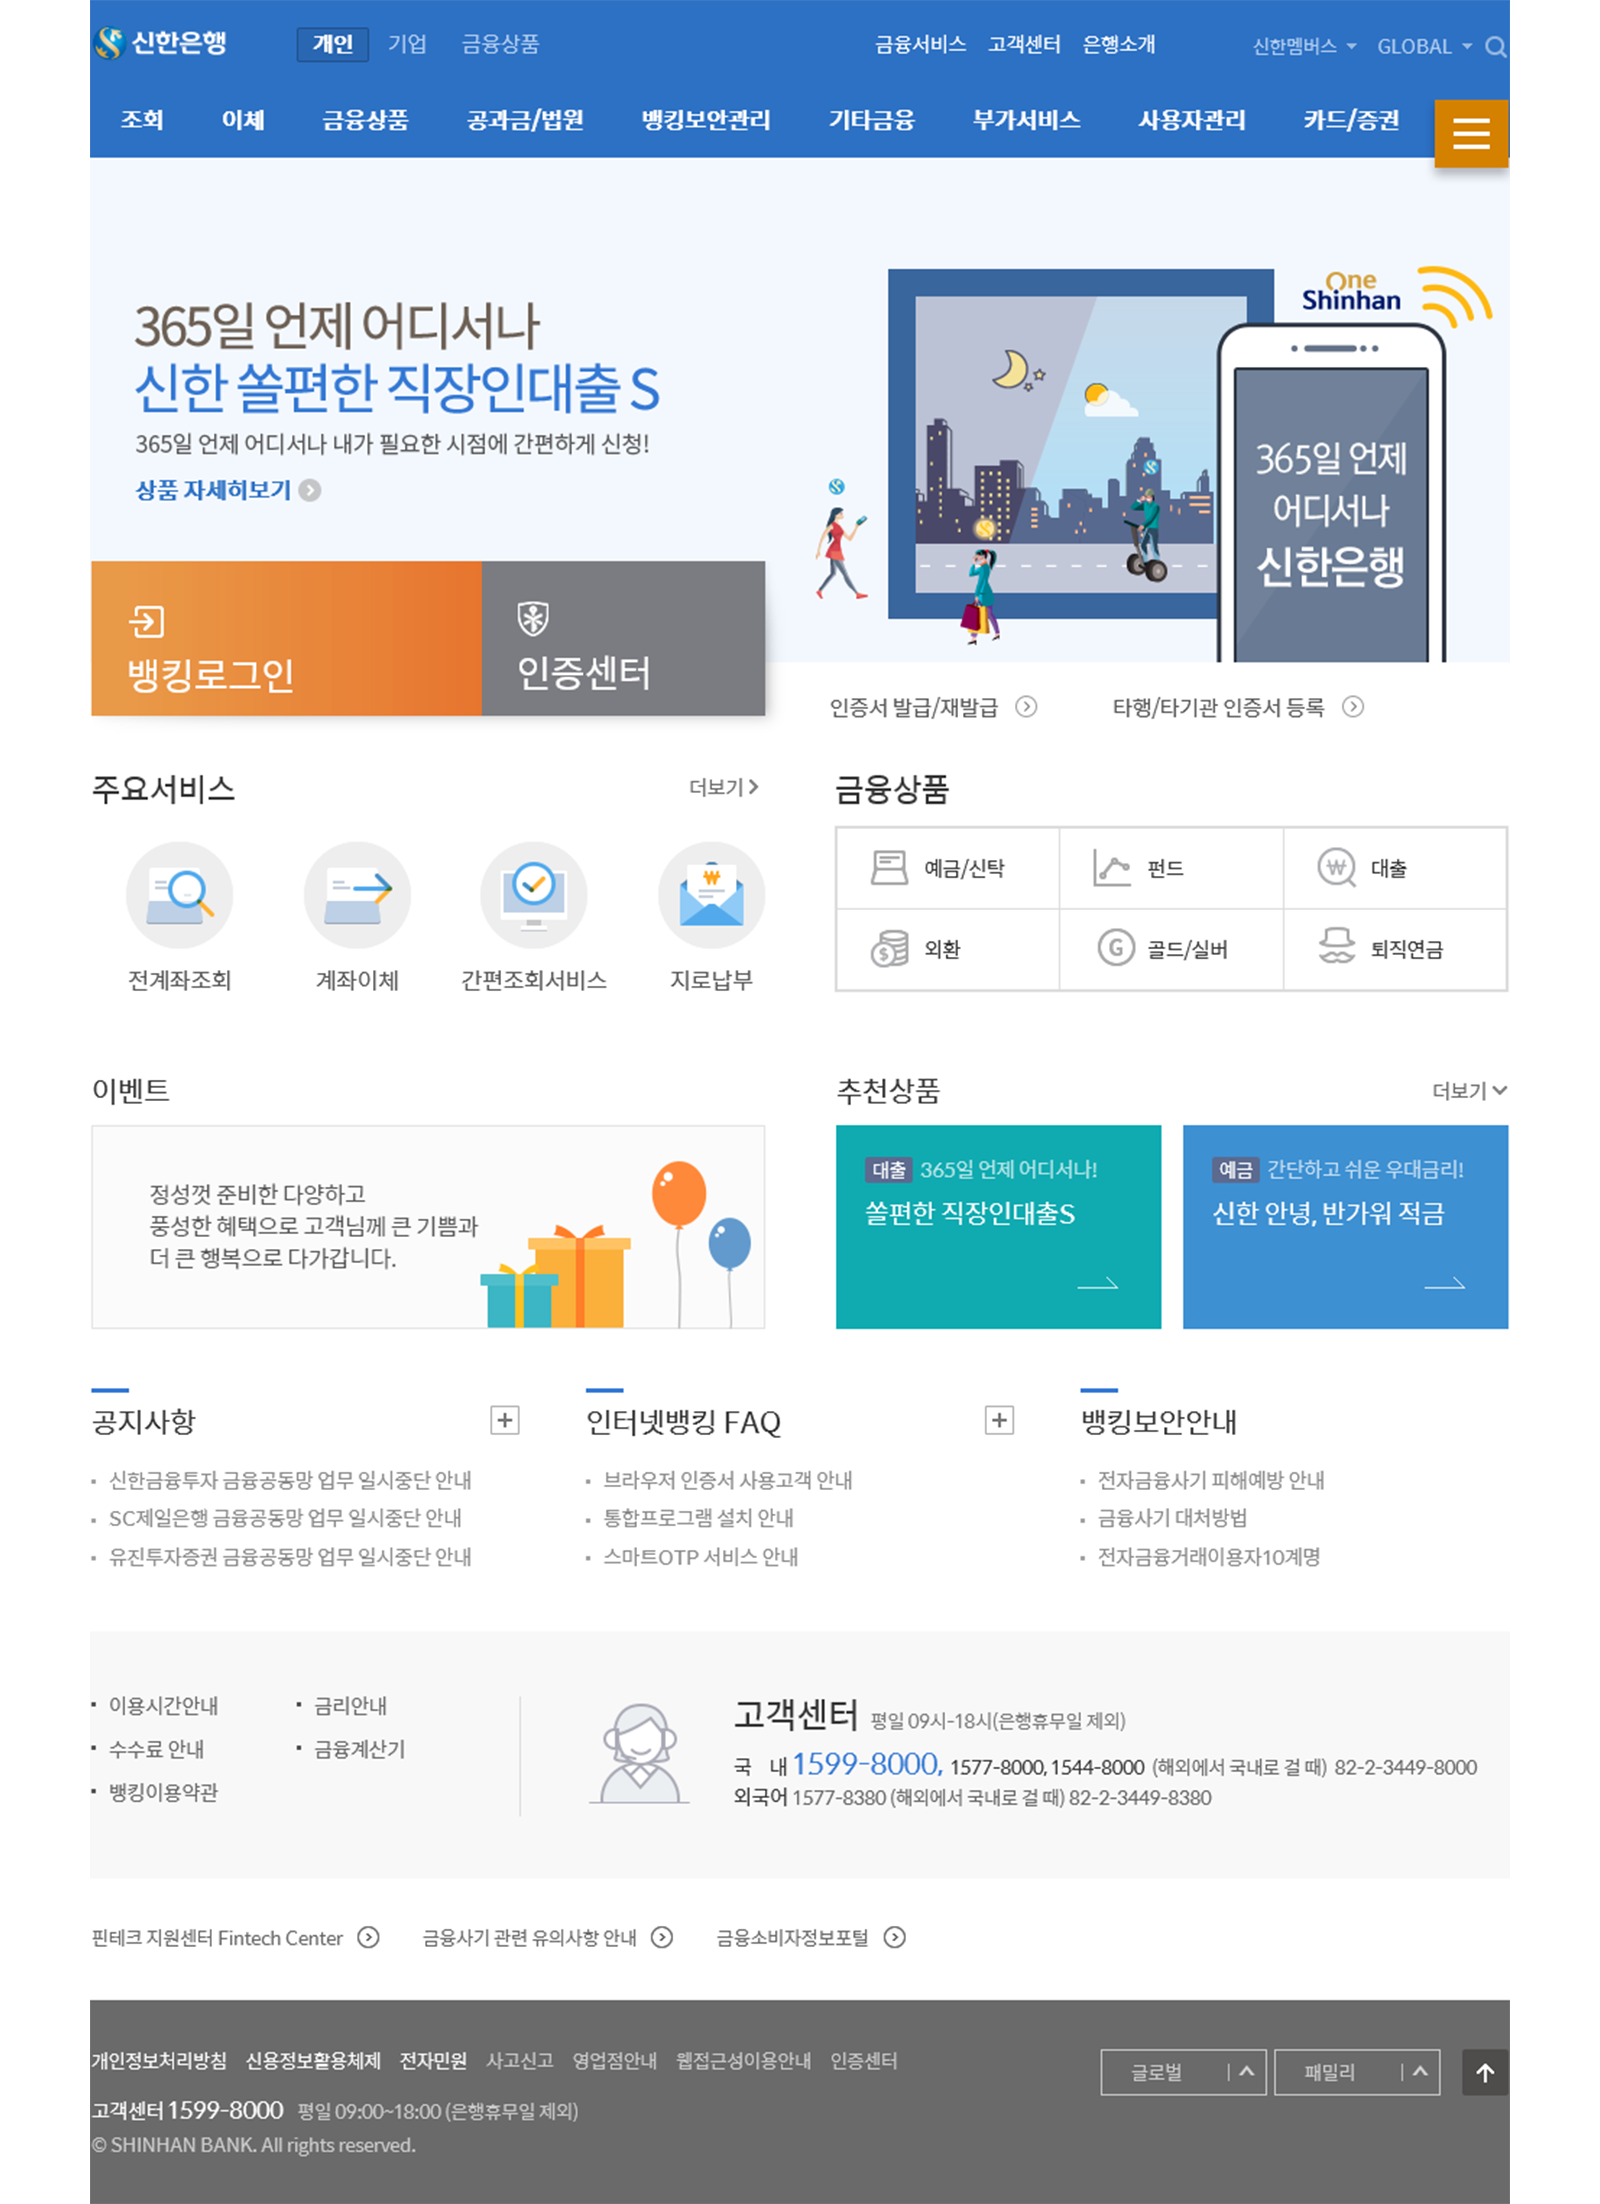 신한은행
개인 기업 금융상품
금융서비스 고객센터 은행소개
신한멤버스 GLOBAL
조회 이체 금융상품 공과금/법원 뱅킹보안관리 기타금융 부가서비스 사용자관리 카드/증권
365일 언제 어디서나
신한 쏠편한 직장인대출 S
365일 언제 어디서나 내가 필요한 시점에 간편하게 신청!
상품 자세히보기
One
Shinhan
365일 언제
어디서나
신한은행
뱅킹로그인
인증센터
인증서 발급/재발급
타행/타기관 인증서 등록
주요서비스
더보기
전계좌조회
계좌이체
간편조회서비스
지로납부
금융상품
예금/신탁
펀드
대출
외환
골드/실버
퇴직연금
이벤트
정성껏 준비한 다양하고
풍성한 혜택으로 고객님께 큰 기쁨과
더 큰 행복으로 다가갑니다.
추천상품
더보기
대출 365일 언제 어디서나!
쏠편한 직장인대출S
예금 간단하고 쉬운 우대금리!
신한 안녕, 반가워 적금
공지사항
신한금융투자 금융공동망 업무 일시중단 안내
SC제일은행 금융공동망 업무 일시중단 안내
유진투자증권 금융공동망 업무 일시중단 안내
인터넷뱅킹 FAQ
브라우저 인증서 사용고객 안내
통합프로그램 설치 안내
스마트OTP 서비스 안내
뱅킹보안안내
전자금융사기 피해예방 안내
금융사기 대처방법
전자금융거래이용자10계명
이용시간안내
금리안내
수수료 안내
금융계산기
뱅킹이용약관
고객센터 평일 09시-18시(은행휴무일 제외)
국 내 1599-8000, 1577-8000, 1544-8000 (해외에서 국내로 걸 때) 82-2-3449-8000
외국어 1577-8380 (해외에서 국내로 걸 때) 82-2-3449-8380
핀테크 지원센터 Fintech Center
금융사기 관련 유의사항 안내
금융소비자정보포털
개인정보처리방침 신용정보활용체제 전자민원 사고신고 영업점안내 웹접근성이용안내 인증센터
글로벌
패밀리
고객센터 1599-8000 평일 09:00~18:00 (은행휴무일 제외)
© SHINHAN BANK. All rights reserved.